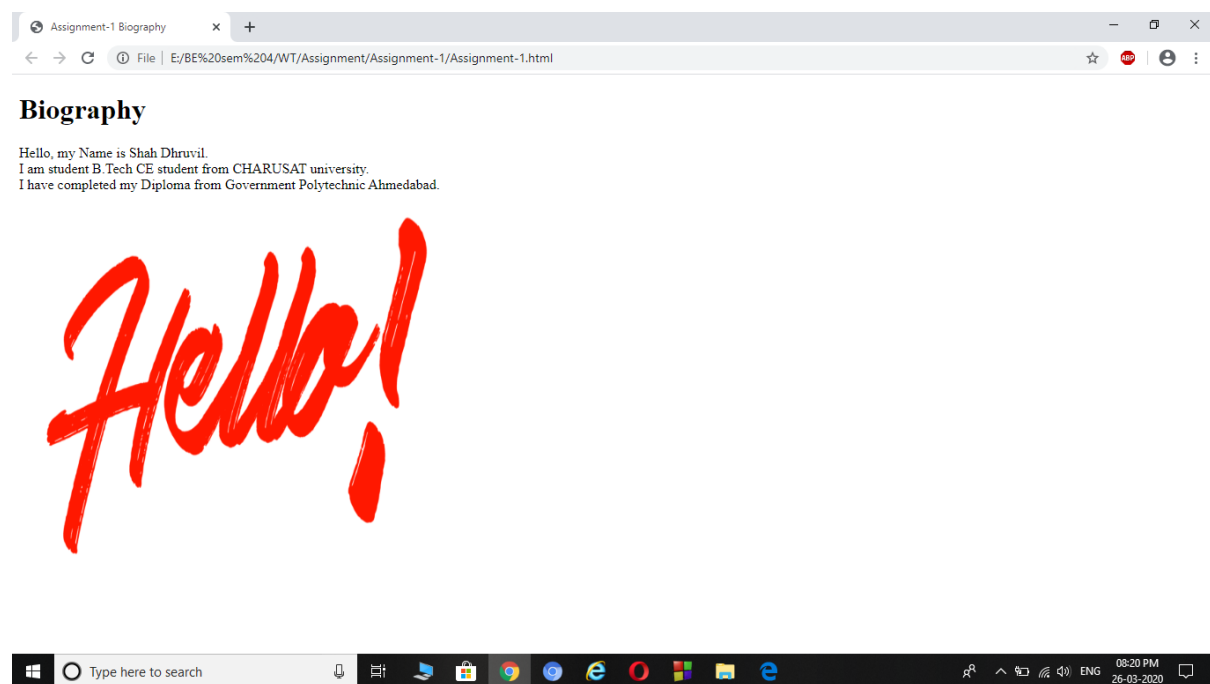 Assignment-1 Biography
File | E:/BE%20sem%204/WT/Assignment/Assignment-1/Assignment-1.html
ABP
Biography
Hello, my Name is Shah Dhruvil.
I am student B.Tech CE student from CHARUSAT university.
I have completed my Diploma from Government Polytechnic Ahmedabad.
Hello!
Type here to search
ENG
08:20 PM
26-03-2020